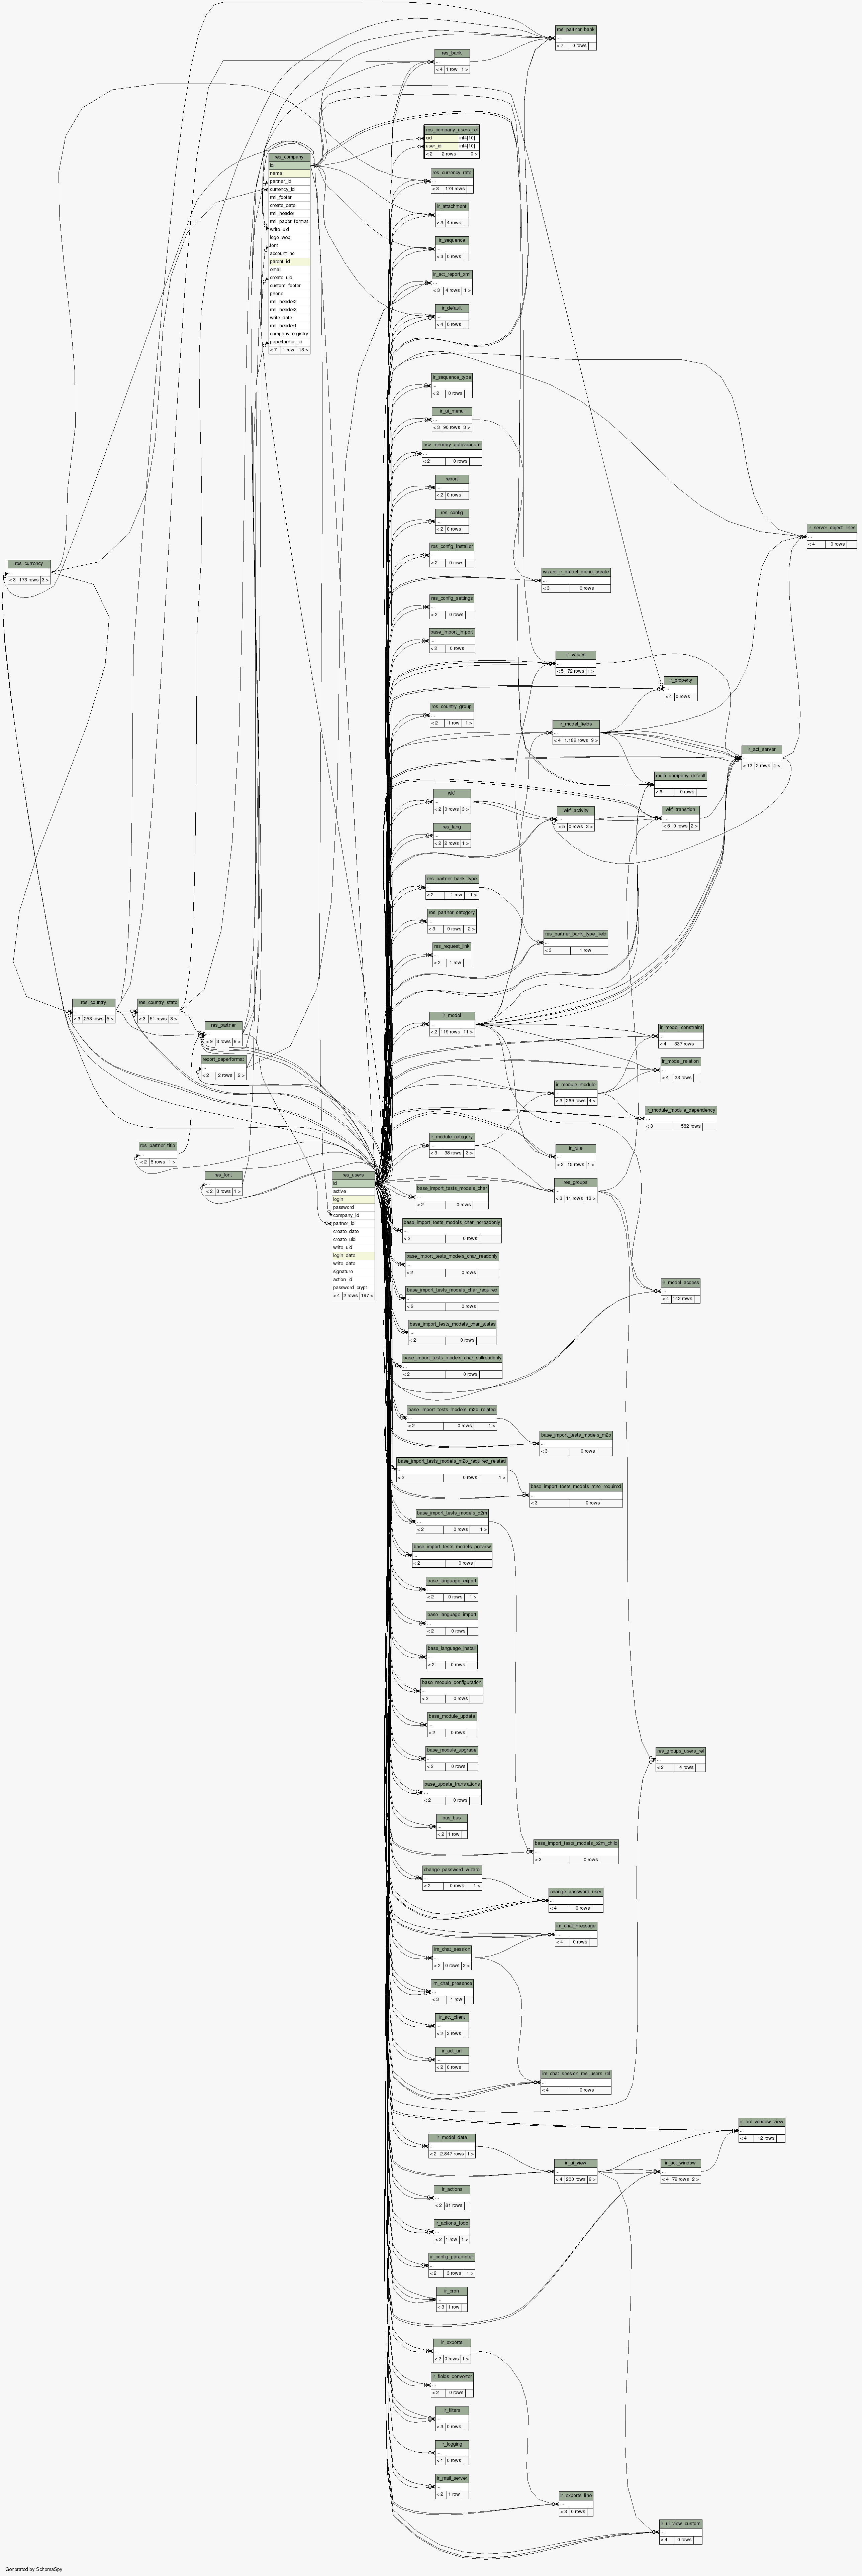 res_partner_bank
...
< 7 0 rows
res_bank
...
< 4 1 row 1 >
res_company_users_rel
cid int4[10]
user_id int4[10]
< 2 2 rows 0 >
res_company
id
name
partner_id
currency_id
rml_footer
create_date
rml_header
rml_paper_format
write_uid
logo_web
font
account_no
parent_id
email
create_uid
custom_footer
phone
rml_header2
rml_header3
write_date
rml_header1
company_registry
paperformat_id
< 7 1 row 13 >
res_currency_rate
...
< 3 174 rows
ir_attachment
...
< 3 4 rows
ir_sequence
...
< 3 0 rows
ir_act_report_xml
...
< 3 4 rows 1 >
ir_default
...
< 4 0 rows
ir_sequence_type
...
< 2 0 rows
ir_ui_menu
...
< 3 90 rows 3 >
osv_memory_autovacuum
...
< 2 0 rows
report
...
< 2 0 rows
res_config
...
< 2 0 rows
ir_server_object_lines
...
< 4 0 rows
res_config_installer
...
< 2 0 rows
res_currency
...
< 3 173 rows 3 >
wizard_ir_model_menu_create
...
< 3 0 rows
res_config_settings
...
< 2 0 rows
base_import_import
...
< 2 0 rows
ir_values
...
< 5 72 rows 1 >
ir_property
...
< 4 0 rows
res_country_group
...
< 2 1 row 1 >
ir_model_fields
...
< 4 1.192 rows 9 >
ir_act_server
...
< 12 2 rows 4 >
multi_company_default
...
< 6 0 rows
wkf
...
< 2 0 rows 3 >
wkf_activity
...
< 5 0 rows 3 >
wkf_transition
...
< 5 0 rows 2 >
res_lang
...
< 2 2 rows 1 >
res_partner_bank_type
...
< 2 1 row 1 >
res_partner_category
...
< 3 0 rows 2 >
res_partner_bank_type_field
...
< 3 1 row
res_request_link
...
< 2 1 row
res_country
...
< 3 253 rows 5 >
res_country_state
...
< 3 51 rows 3 >
ir_model
...
< 2 119 rows 11 >
res_partner
...
< 9 3 rows 6 >
ir_model_constraint
...
< 4 337 rows
report_paperformat
...
< 2 2 rows 2 >
ir_model_relation
...
< 4 23 rows
ir_module_module
...
< 3 269 rows 4 >
ir_module_module_dependency
...
< 3 582 rows
ir_module_category
...
< 3 38 rows 3 >
res_partner_title
...
< 2 8 rows 1 >
ir_rule
...
< 3 15 rows 1 >
res_font
...
< 2 3 rows 1 >
res_users
id
active
login
password
company_id
partner_id
create_date
create_uid
write_uid
login_date
write_date
signature
action_id
password_crypt
< 4 2 rows 197 >
res_groups
...
< 3 11 rows 13 >
base_import_tests_models_char
...
< 2 0 rows
base_import_tests_models_char_noreadonly
...
< 2 0 rows
base_import_tests_models_char_readonly
...
< 2 0 rows
ir_model_access
...
< 4 142 rows
base_import_tests_models_char_required
...
< 2 0 rows
base_import_tests_models_char_states
...
< 2 0 rows
base_import_tests_models_char_stillreadonly
...
< 2 0 rows
base_import_tests_models_m2o_related
...
< 2 0 rows 1 >
base_import_tests_models_m2o
...
< 3 0 rows
base_import_tests_models_m2o_required_related
...
< 2 0 rows 1 >
base_import_tests_models_m2o_required
...
< 3 0 rows
base_import_tests_models_o2m
...
< 2 0 rows 1 >
base_import_tests_models_preview
...
< 2 0 rows
base_language_export
...
< 2 0 rows 1 >
base_language_import
...
< 2 0 rows
base_language_install
...
< 2 0 rows
base_module_configuration
...
< 2 0 rows
base_module_update
...
< 2 0 rows
base_module_upgrade
...
< 2 0 rows
res_groups_users_rel
...
< 2 4 rows
base_update_translations
...
< 2 0 rows
bus_bus
...
< 2 1 row
base_import_tests_models_o2m_child
...
< 3 0 rows
change_password_wizard
...
< 2 0 rows 1 >
change_password_user
...
< 4 0 rows
im_chat_message
...
< 4 0 rows
im_chat_session
...
< 2 0 rows 2 >
im_chat_presence
...
< 3 1 row
ir_act_client
...
< 2 3 rows
ir_act_url
...
< 2 0 rows
im_chat_session_res_users_rel
...
< 4 0 rows
ir_act_window_view
...
< 4 12 rows
ir_model_data
...
< 2 2.847 rows 1 >
ir_ui_view
...
< 4 200 rows 6 >
ir_act_window
...
< 4 72 rows 2 >
ir_actions
...
< 2 81 rows
ir_actions_todo
...
< 2 1 row 1 >
ir_config_parameter
...
< 2 3 rows 1 >
ir_cron
...
< 3 1 row
ir_exports
...
< 2 0 rows 1 >
ir_fields_converter
...
< 2 0 rows
ir_filters
...
< 3 0 rows
ir_logging
...
< 1 0 rows
ir_mail_server
...
< 2 1 row
ir_exports_line
...
< 3 0 rows
ir_ui_view_custom
...
< 4 0 rows
Generated by SchemaSpy